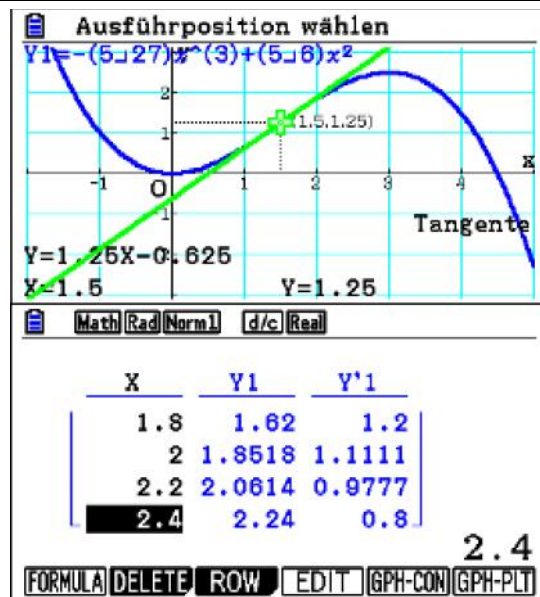 Ausführposition wählen
Y1=-(5⌟27)x^(3)+(5⌟6)x²
2
(1.5,1.25)
1
x
-1 O 1 2 3 4
-1
Tangente
Y=1.25X-0.625
X=1.5 Y=1.25
Math Rad Norm1 d/c Real
X Y1 Y'1
1.8 1.62 1.2
2 1.8518 1.1111
2.2 2.0614 0.9777
2.4 2.24 0.8
2.4
FORMULA DELETE ROW EDIT GPH-CON GPH-PLT